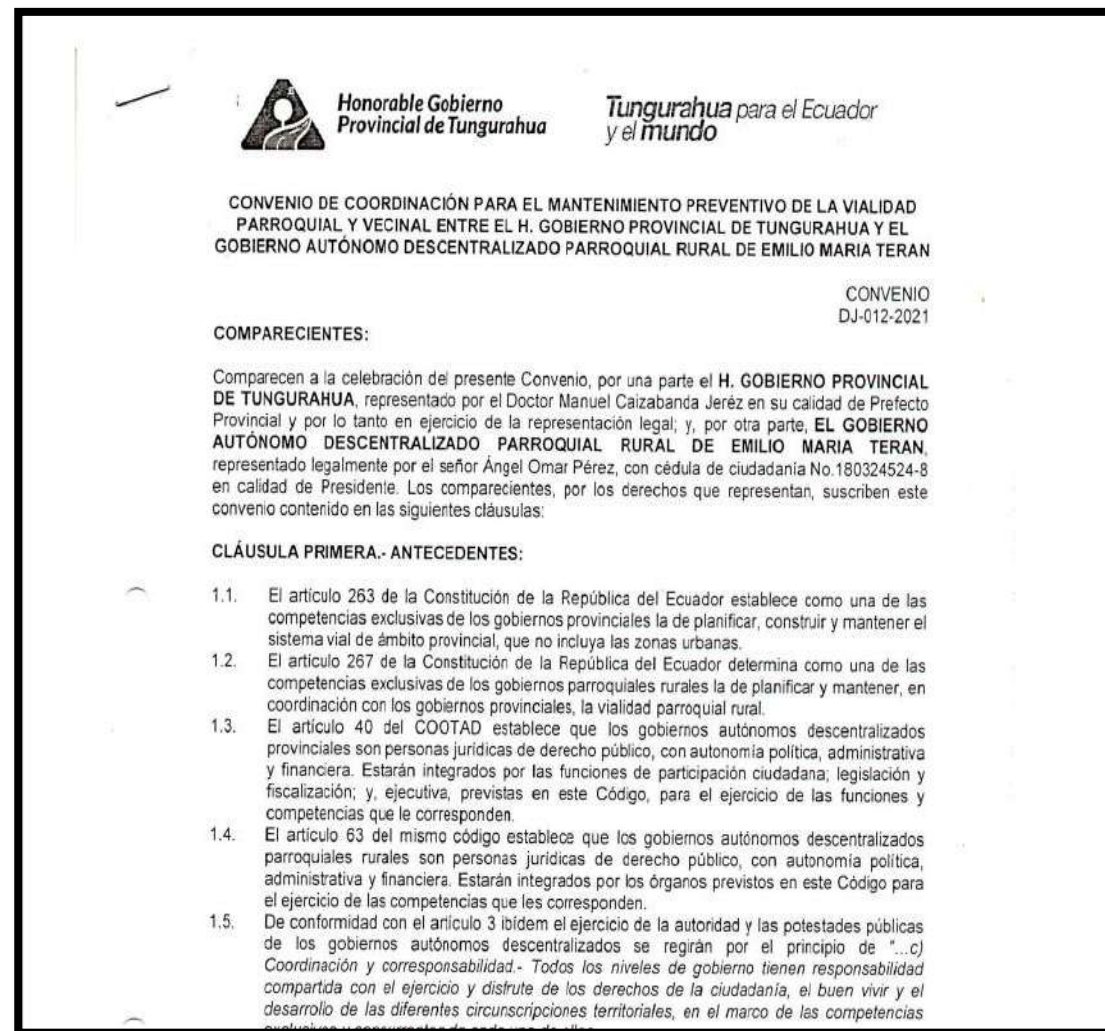 Honorable Gobierno
Provincial de Tungurahua
Tungurahua para el Ecuador
y el mundo
CONVENIO DE COORDINACIÓN PARA EL MANTENIMIENTO PREVENTIVO DE LA VIALIDAD
PARROQUIAL Y VECINAL ENTRE EL H. GOBIERNO PROVINCIAL DE TUNGURAHUA Y EL
GOBIERNO AUTÓNOMO DESCENTRALIZADO PARROQUIAL RURAL DE EMILIO MARIA TERAN
CONVENIO
DJ-012-2021
COMPARECIENTES:
Comparecen a la celebración del presente Convenio, por una parte el H. GOBIERNO PROVINCIAL
DE TUNGURAHUA, representado por el Doctor Manuel Caizabanda Jeréz en su calidad de Prefecto
Provincial y por lo tanto en ejercicio de la representación legal; y, por otra parte, EL GOBIERNO
AUTÓNOMO DESCENTRALIZADO PARROQUIAL RURAL DE EMILIO MARIA TERAN,
representado legalmente por el señor Ángel Omar Pérez, con cédula de ciudadanía No.180324524-8
en calidad de Presidente. Los comparecientes, por los derechos que representan, suscriben este
convenio contenido en las siguientes cláusulas:
CLÁUSULA PRIMERA.- ANTECEDENTES:
1.1. El artículo 263 de la Constitución de la República del Ecuador establece como una de las
competencias exclusivas de los gobiernos provinciales la de planificar, construir y mantener el
sistema vial de ámbito provincial, que no incluya las zonas urbanas.
1.2. El artículo 267 de la Constitución de la República del Ecuador determina como una de las
competencias exclusivas de los gobiernos parroquiales rurales la de planificar y mantener, en
coordinación con los gobiernos provinciales, la vialidad parroquial rural.
1.3. El artículo 40 del COOTAD establece que los gobiernos autónomos descentralizados
provinciales son personas jurídicas de derecho público, con autonomía política, administrativa
y financiera. Estarán integrados por las funciones de participación ciudadana; legislación y
fiscalización; y, ejecutiva, previstas en este Código, para el ejercicio de las funciones y
competencias que le corresponden.
1.4. El artículo 63 del mismo código establece que los gobiernos autónomos descentralizados
parroquiales rurales son personas jurídicas de derecho público, con autonomía política,
administrativa y financiera. Estarán integrados por los órganos previstos en este Código para
el ejercicio de las competencias que les corresponden.
1.5. De conformidad con el artículo 3 ibídem el ejercicio de la autoridad y las potestades públicas
de los gobiernos autónomos descentralizados se regirán por el principio de "...c)
Coordinación y corresponsabilidad.- Todos los niveles de gobierno tienen responsabilidad
compartida con el ejercicio y disfrute de los derechos de la ciudadanía, el buen vivir y el
desarrollo de las diferentes circunscripciones territoriales, en el marco de las competencias